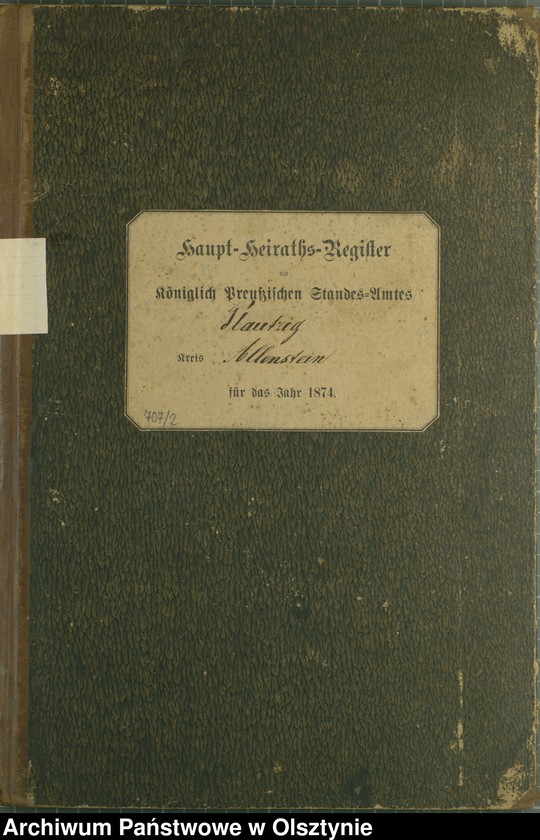 Haupt-Heiraths-Register
des
Königlich Preußischen Standes-Amtes
Nautzig
Kreis Allenstein
für das Jahr 1874.
707/2
Archiwum Państwowe w Olsztynie